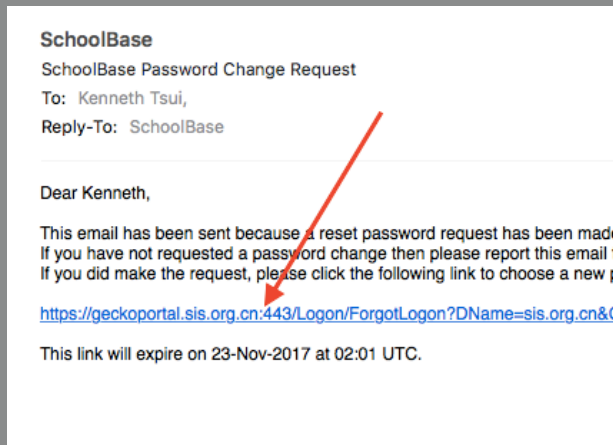 SchoolBase
SchoolBase Password Change Request
To: Kenneth Tsui,
Reply-To: SchoolBase
Dear Kenneth,
This email has been sent because a reset password request has been made
If you have not requested a password change then please report this email
If you did make the request, please click the following link to choose a new
https://geckoportal.sis.org.cn:443/Logon/ForgotLogon?DName=sis.org.cn&
This link will expire on 23-Nov-2017 at 02:01 UTC.